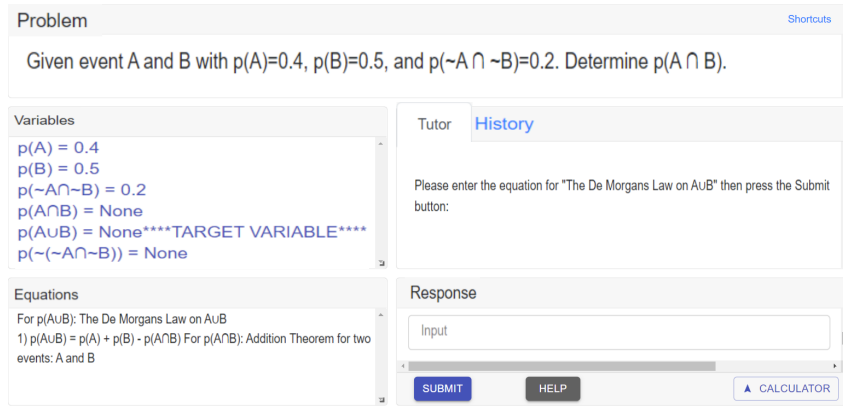 Problem
Shortcuts
Given event A and B with p(A)=0.4, p(B)=0.5, and p(~A ∩ ~B)=0.2. Determine p(A ∩ B).
Variables
p(A) = 0.4
p(B) = 0.5
p(~A∩~B) = 0.2
p(A∩B) = None
p(A∪B) = None****TARGET VARIABLE****
p(~(~A∩~B)) = None
Tutor
History
Please enter the equation for "The De Morgans Law on A∪B" then press the Submit
button:
Equations
For p(A∪B): The De Morgans Law on A∪B
1) p(A∪B) = p(A) + p(B) - p(A∩B) For p(A∩B): Addition Theorem for two
events: A and B
Response
Input
SUBMIT
HELP
CALCULATOR